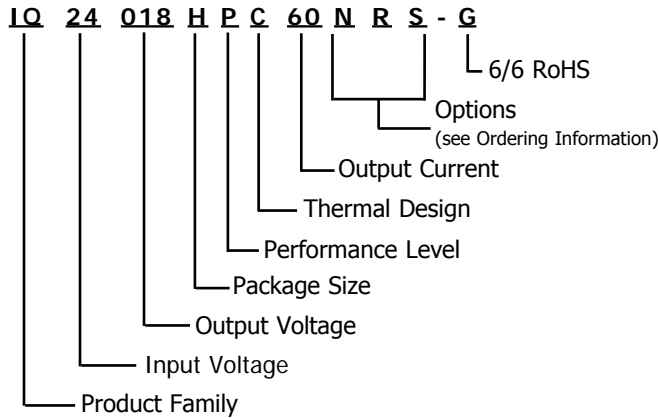 IQ 24 018 H P C 60 N R S - G
6/6 RoHS
Options
(see Ordering Information)
Output Current
Thermal Design
Performance Level
Package Size
Output Voltage
Input Voltage
Product Family